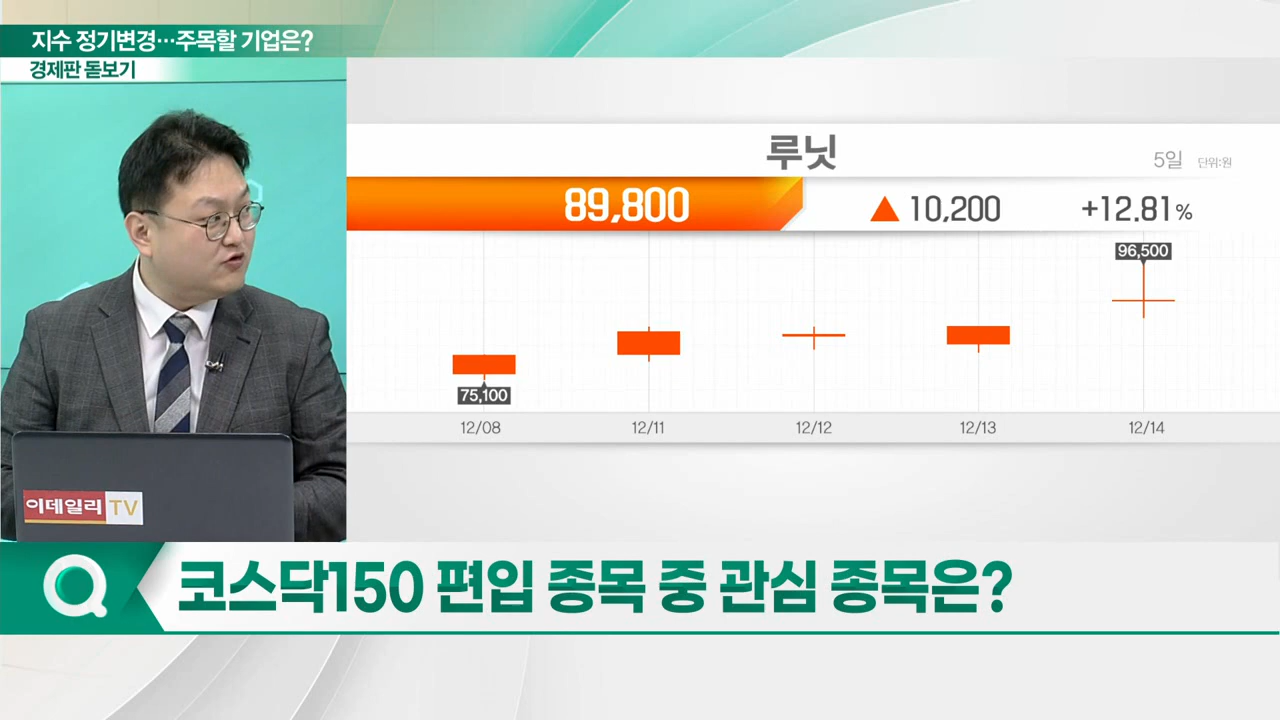 지수 정기변경…주목할 기업은?
경제판 돋보기
루닛
5일 단위:원
89,800 ▲ 10,200 +12.81%
96,500
75,100
12/08 12/11 12/12 12/13 12/14
이데일리 TV
코스닥150 편입 종목 중 관심 종목은?